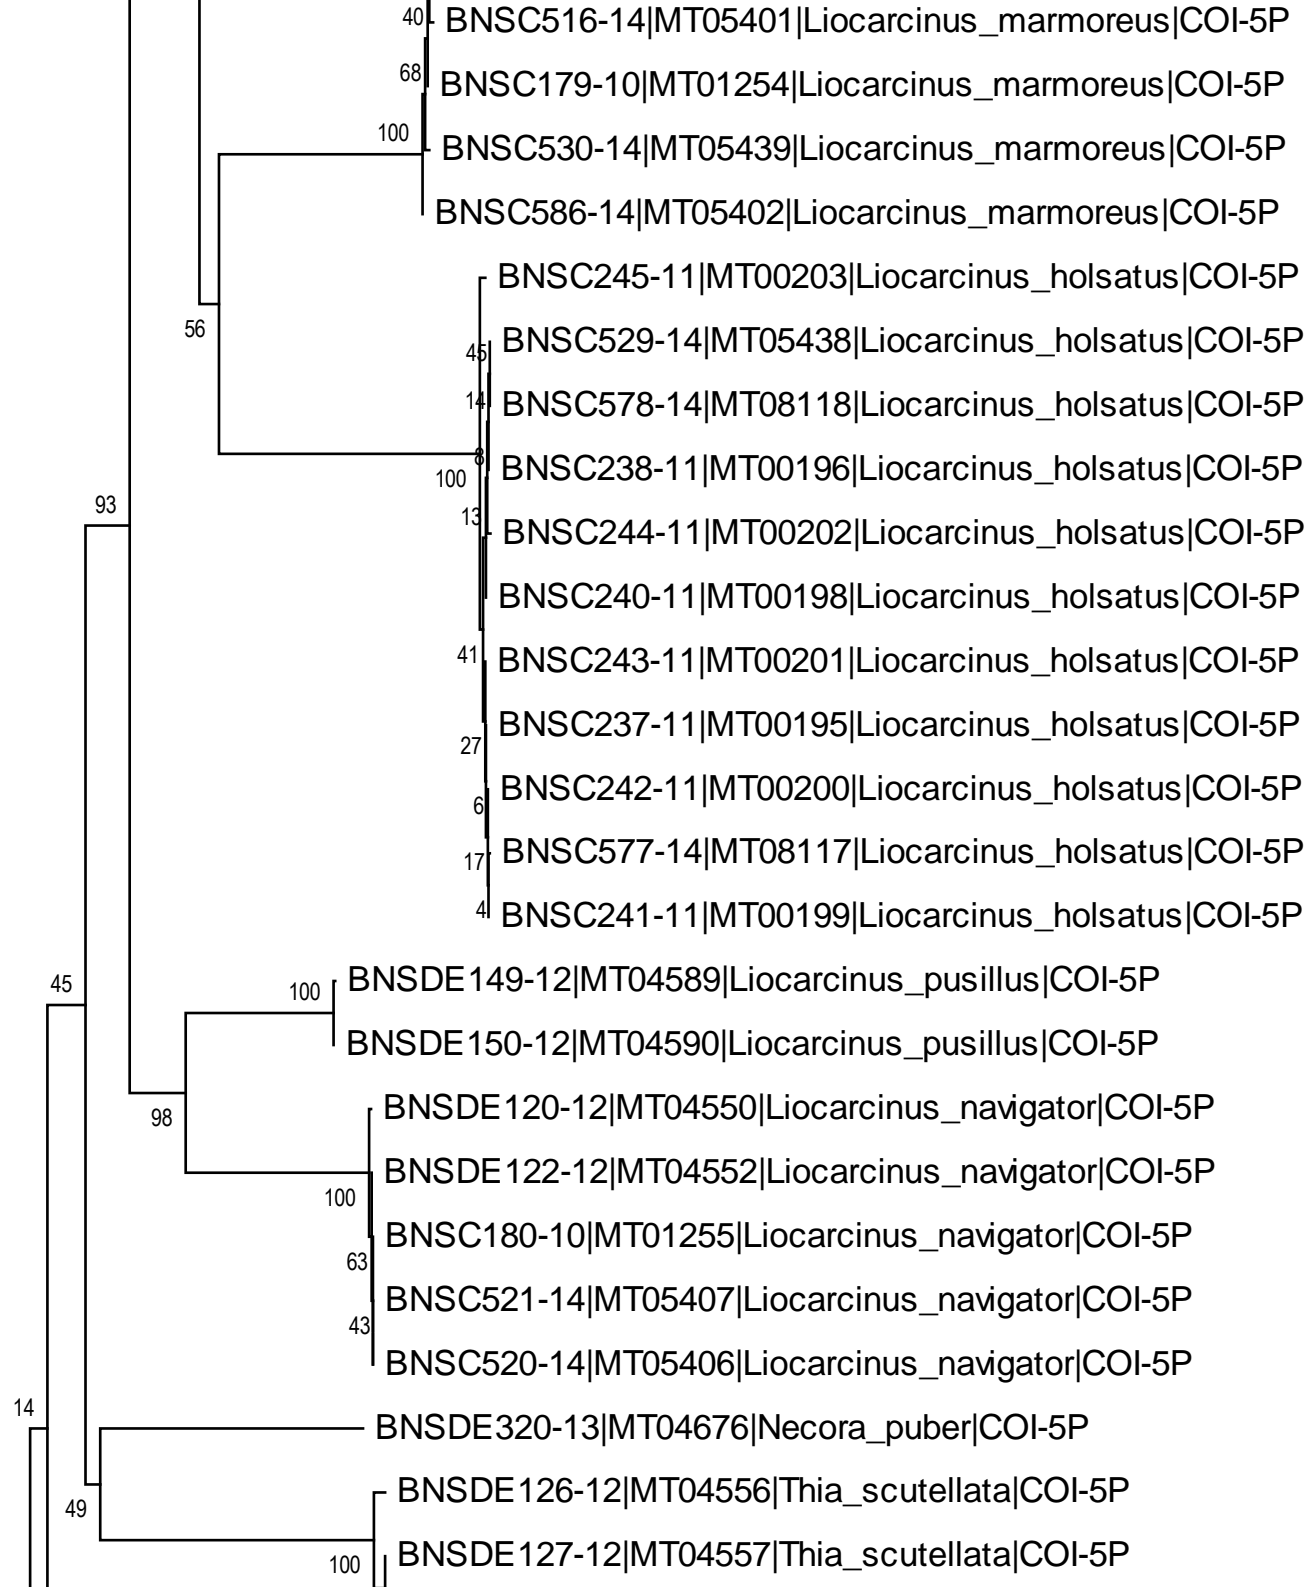 40
BNSC516-14|MT05401|Liocarcinus_marmoreus|COI-5P
68
BNSC179-10|MT01254|Liocarcinus_marmoreus|COI-5P
100
BNSC530-14|MT05439|Liocarcinus_marmoreus|COI-5P
BNSC586-14|MT05402|Liocarcinus_marmoreus|COI-5P
BNSC245-11|MT00203|Liocarcinus_holsatus|COI-5P
56
45
BNSC529-14|MT05438|Liocarcinus_holsatus|COI-5P
14
BNSC578-14|MT08118|Liocarcinus_holsatus|COI-5P
8
BNSC238-11|MT00196|Liocarcinus_holsatus|COI-5P
100
93
13
BNSC244-11|MT00202|Liocarcinus_holsatus|COI-5P
BNSC240-11|MT00198|Liocarcinus_holsatus|COI-5P
41
BNSC243-11|MT00201|Liocarcinus_holsatus|COI-5P
BNSC237-11|MT00195|Liocarcinus_holsatus|COI-5P
27
BNSC242-11|MT00200|Liocarcinus_holsatus|COI-5P
6
BNSC577-14|MT08117|Liocarcinus_holsatus|COI-5P
17
4
BNSC241-11|MT00199|Liocarcinus_holsatus|COI-5P
45
100
BNSDE149-12|MT04589|Liocarcinus_pusillus|COI-5P
BNSDE150-12|MT04590|Liocarcinus_pusillus|COI-5P
98
BNSDE120-12|MT04550|Liocarcinus_navigator|COI-5P
BNSDE122-12|MT04552|Liocarcinus_navigator|COI-5P
100
BNSC180-10|MT01255|Liocarcinus_navigator|COI-5P
63
BNSC521-14|MT05407|Liocarcinus_navigator|COI-5P
43
BNSC520-14|MT05406|Liocarcinus_navigator|COI-5P
14
BNSDE320-13|MT04676|Necora_puber|COI-5P
49
BNSDE126-12|MT04556|Thia_scutellata|COI-5P
100
BNSDE127-12|MT04557|Thia_scutellata|COI-5P